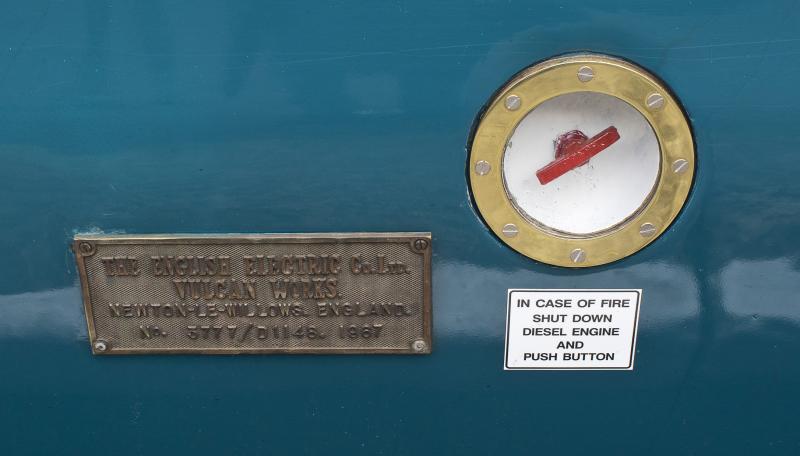 THE ENGLISH ELECTRIC CO. LTD.
VULCAN WORKS.
NEWTON-LE-WILLOWS. ENGLAND.
No. 3777/D1148. 1967
IN CASE OF FIRE
SHUT DOWN
DIESEL ENGINE
AND
PUSH BUTTON